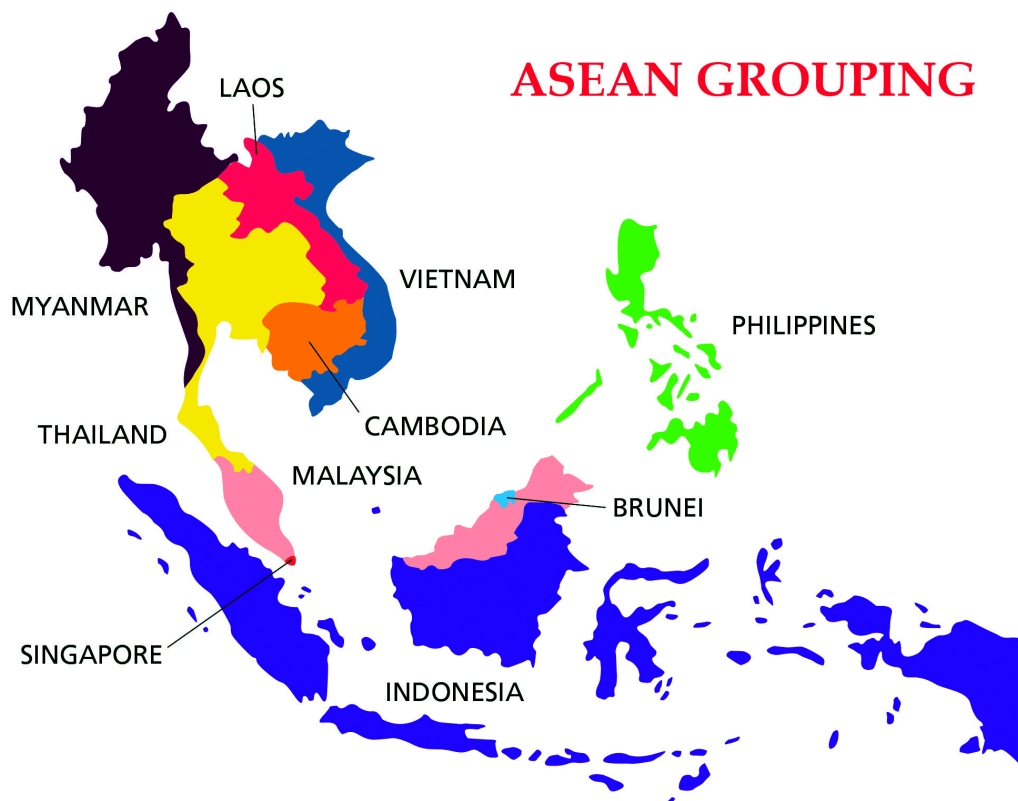 ASEAN GROUPING
LAOS
VIETNAM
MYANMAR
PHILIPPINES
CAMBODIA
THAILAND
MALAYSIA
BRUNEI
SINGAPORE
INDONESIA